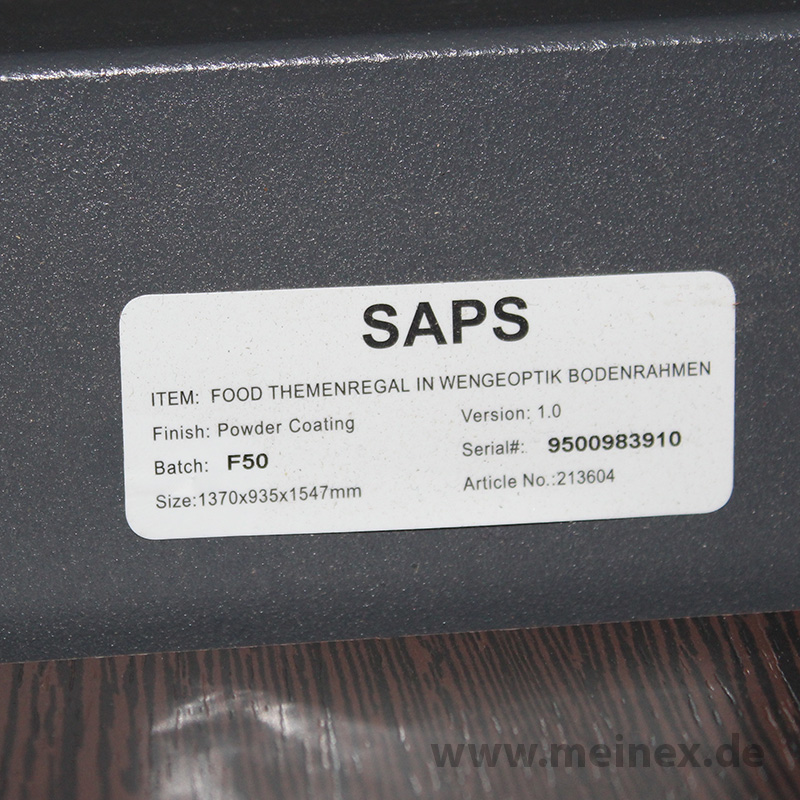 SAPS
ITEM: FOOD THEMENREGAL IN WENGEOPTIK BODENRAHMEN
Finish: Powder Coating
Version: 1.0
Batch: F50
Serial#: 9500983910
Size:1370x935x1547mm
Article No.:213604
www.meinex.de